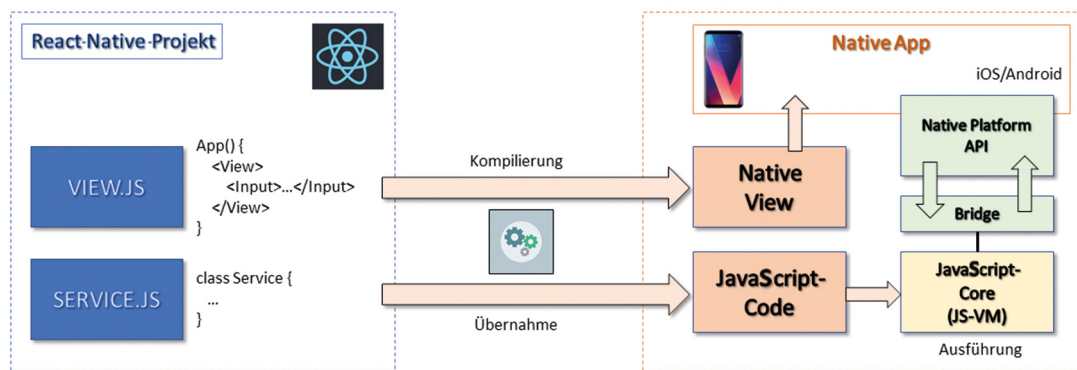 React-Native-Projekt
VIEW.JS
App() {
<View>
<Input>...</Input>
</View>
}
SERVICE.JS
class Service {
...
}
Kompilierung
Übernahme
Native App
iOS/Android
Native
View
Native Platform
API
Bridge
JavaScript-
Code
JavaScript-
Core
(JS-VM)
Ausführung